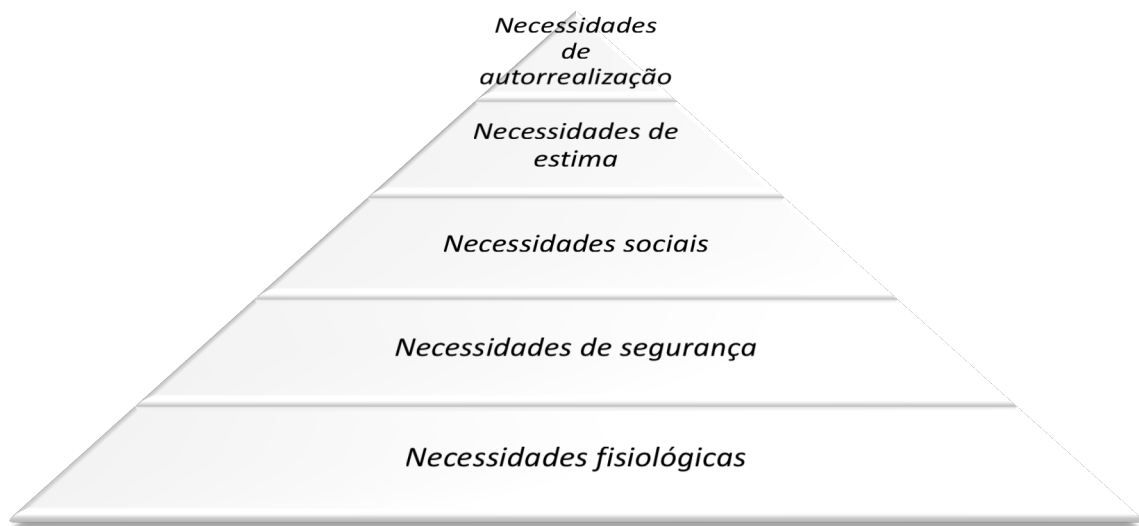 Necessidades
de
autorrealização
Necessidades de
estima
Necessidades sociais
Necessidades de segurança
Necessidades fisiológicas